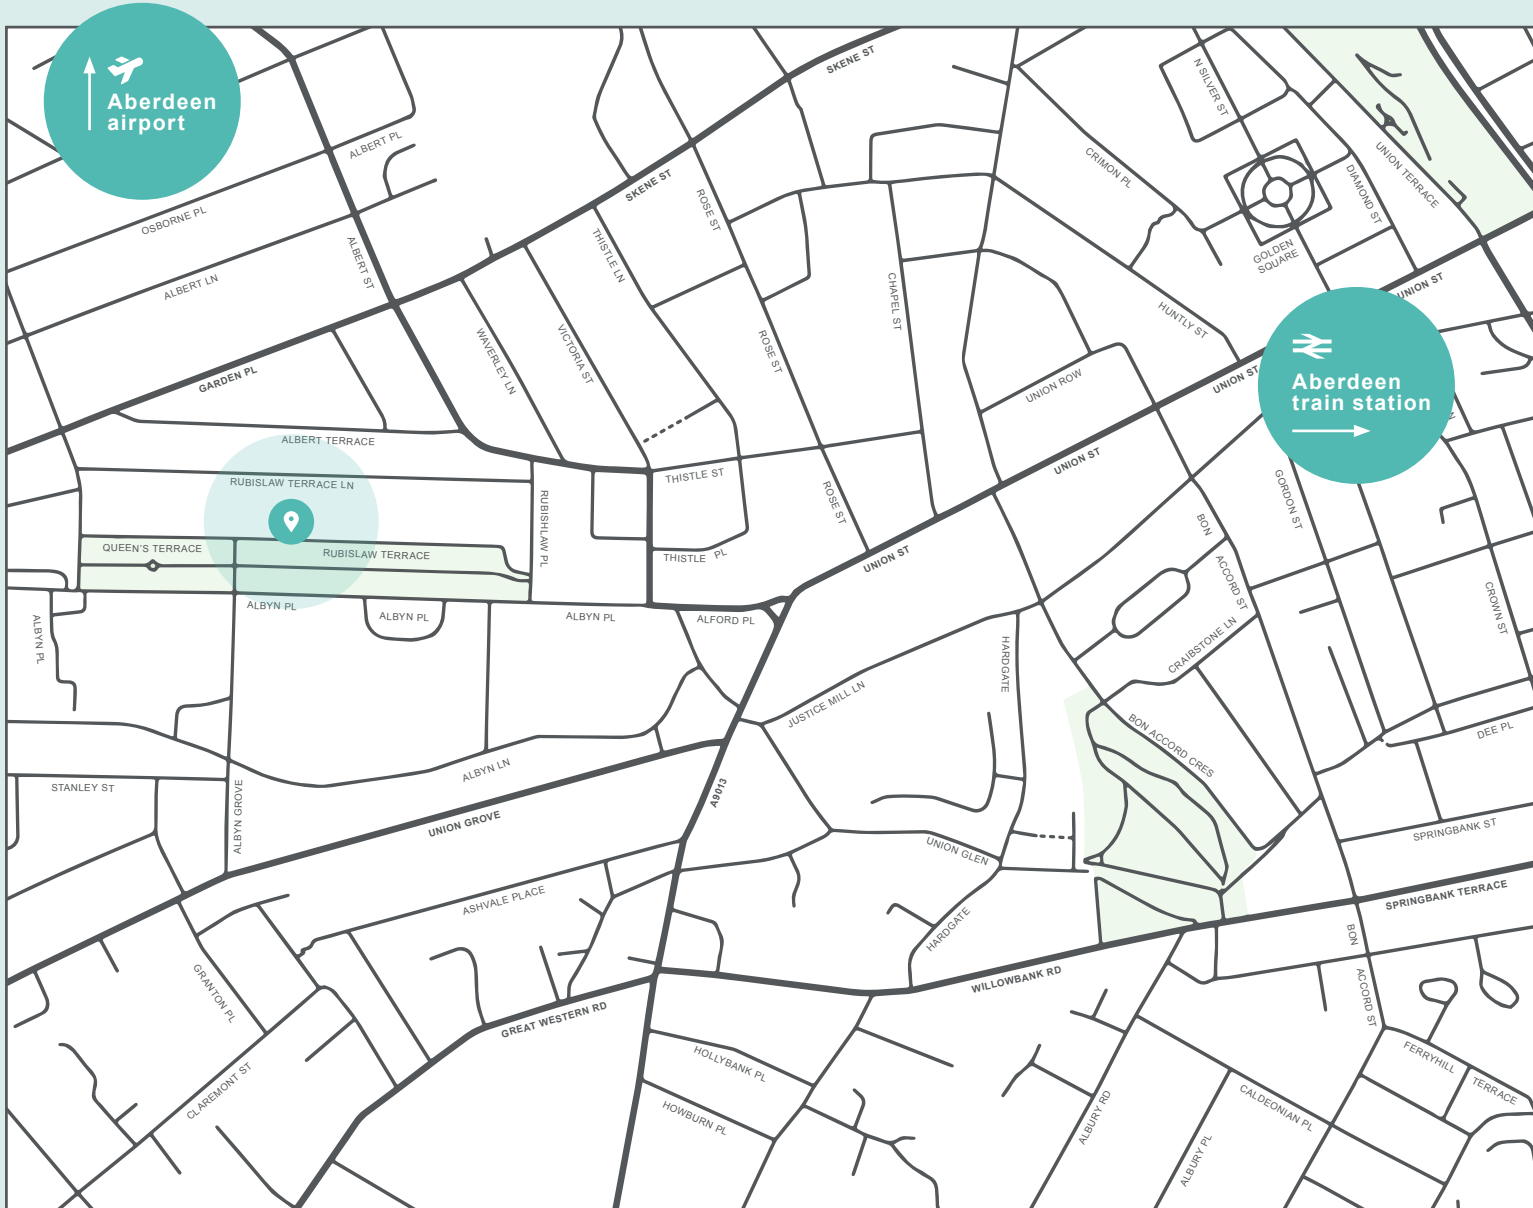 Aberdeen
airport
SKENE ST
N SILVER ST
ALBERT PL
CRIMON PL
UNION TERRACE
SKENE ST
ROSE ST
DIAMOND ST
OSBORNE PL
ALBERT ST
THISTLE LN
GOLDEN
SQUARE
ALBERT LN
CHAPEL ST
UNION ST
HUNTLY ST
WAVERLEY LN
VICTORIA ST
ROSE ST
Aberdeen
train station
GARDEN PL
UNION ROW
UNION ST
N
ALBERT TERRACE
UNION ST
RUBISLAW TERRACE LN
THISTLE ST
RUBISHLAW PL
ROSE ST
GORDON ST
BON
ACCORD ST
QUEEN'S TERRACE
RUBISLAW TERRACE
THISTLE PL
UNION ST
ALBYN PL
ALBYN PL
ALBYN PL
ALBYN PL
ALFORD PL
CROWN ST
HARDGATE
CRAIBSTONE LN
JUSTICE MILL LN
BON ACCORD CRES
DEE PL
ALBYN LN
STANLEY ST
ALBYN GROVE
A9013
UNION GROVE
SPRINGBANK ST
UNION GLEN
ASHVALE PLACE
SPRINGBANK TERRACE
HARDGATE
BON
ACCORD ST
GRANTON PL
WILLOWBANK RD
GREAT WESTERN RD
HOLLYBANK PL
FERRYHILL
TERRACE
CLAREMONT ST
HOWBURN PL
ALBURY RD
CALDEONIAN PL
ALBURY PL